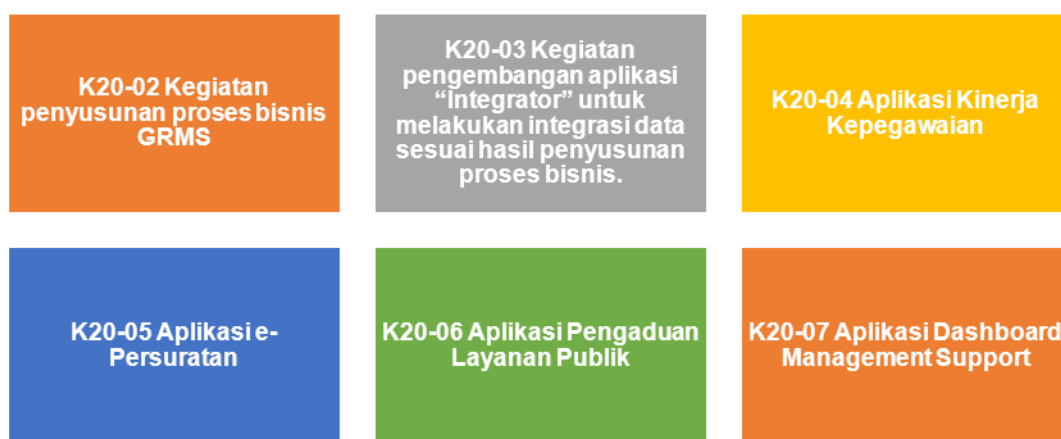 K20-02 Kegiatan
penyusunan proses bisnis
GRMS
K20-03 Kegiatan
pengembangan aplikasi
“Integrator” untuk
melakukan integrasi data
sesuai hasil penyusunan
proses bisnis.
K20-04 Aplikasi Kinerja
Kepegawaian
K20-05 Aplikasi e-
Persuratan
K20-06 Aplikasi Pengaduan
Layanan Publik
K20-07 Aplikasi Dashboard
Management Support